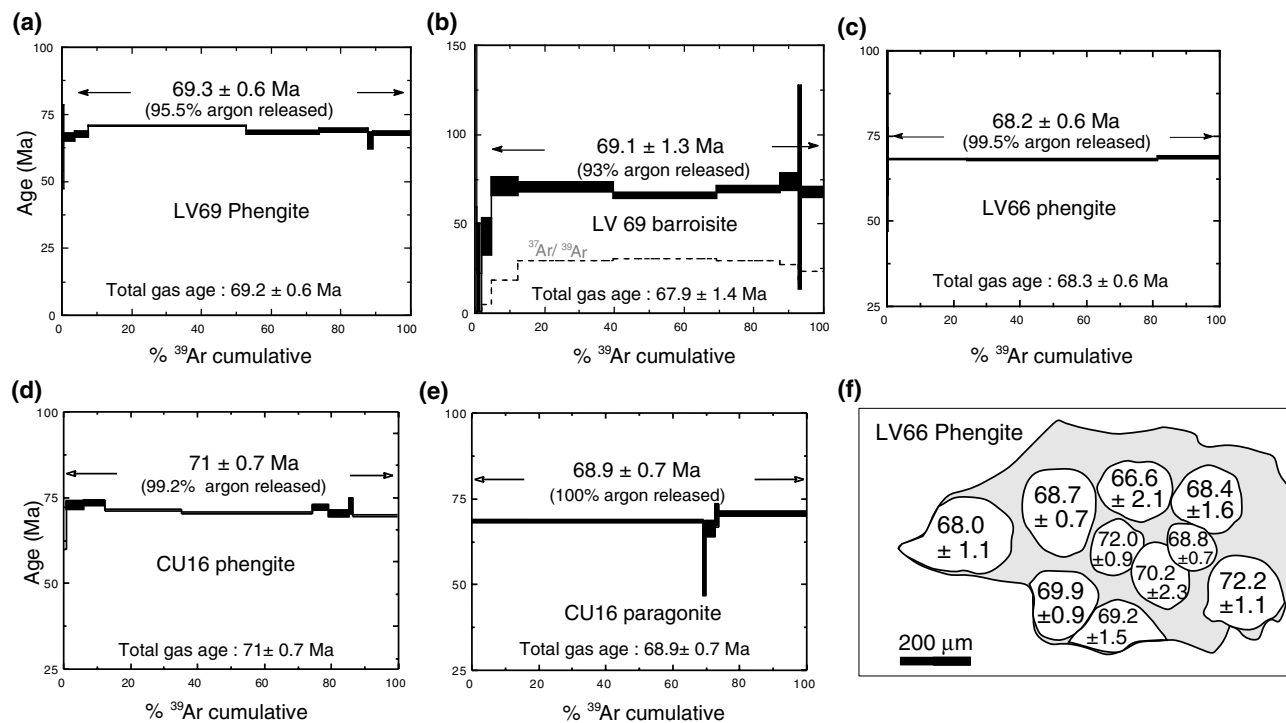 (a)
100
69.3 ± 0.6 Ma
(95.5% argon released)
75
Age (Ma)
LV69 Phengite
50
25
Total gas age : 69.2 ± 0.6 Ma
0
0 20 40 60 80 100
% ³⁹Ar cumulative
(b)
150
100
69.1 ± 1.3 Ma
(93% argon released)
LV 69 barroisite
50
³⁷Ar/ ³⁹Ar
Total gas age : 67.9 ± 1.4 Ma
0
0 20 40 60 80 100
% ³⁹Ar cumulative
(c)
100
68.2 ± 0.6 Ma
(99.5% argon released)
75
LV66 phengite
50
Total gas age : 68.3 ± 0.6 Ma
25
0 20 40 60 80 100
% ³⁹Ar cumulative
(d)
100
71 ± 0.7 Ma
(99.2% argon released)
75
Age (Ma)
CU16 phengite
50
Total gas age : 71± 0.7 Ma
25
0 20 40 60 80 100
% ³⁹Ar cumulative
(e)
100
68.9 ± 0.7 Ma
(100% argon released)
75
CU16 paragonite
50
Total gas age : 68.9± 0.7 Ma
25
0 20 40 60 80 100
% ³⁹Ar cumulative
(f)
LV66 Phengite
68.0
± 1.1
68.7
± 0.7
66.6
± 2.1
68.4
±1.6
72.0
±0.9
68.8
±0.7
70.2
±2.3
72.2
±1.1
69.9
±0.9
69.2
±1.5
200 µm